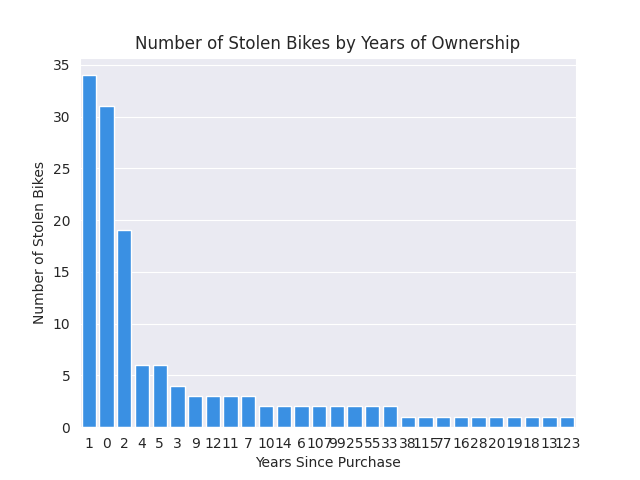 Number of Stolen Bikes by Years of Ownership
35
30
25
20
15
10
5
0
Number of Stolen Bikes
1 0 2 4 5 3 9 12 11 7 10 14 6 107 99 25 55 33 38 115 77 16 28 20 19 18 13 123
Years Since Purchase